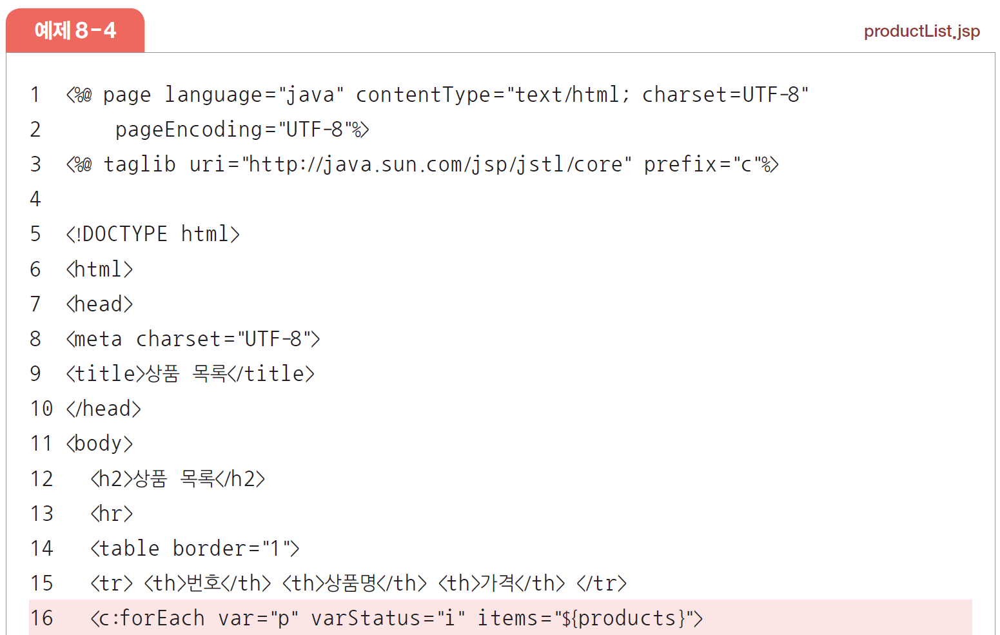 예제 8-4
productList.jsp
1 <%@ page language="java" contentType="text/html; charset=UTF-8"
2     pageEncoding="UTF-8"%>
3 <%@ taglib uri="http://java.sun.com/jsp/jstl/core" prefix="c"%>
4
5 <!DOCTYPE html>
6 <html>
7 <head>
8 <meta charset="UTF-8">
9 <title>상품 목록</title>
10 </head>
11 <body>
12   <h2>상품 목록</h2>
13   <hr>
14   <table border="1">
15   <tr> <th>번호</th> <th>상품명</th> <th>가격</th> </tr>
16   <c:forEach var="p" varStatus="i" items="${products}">